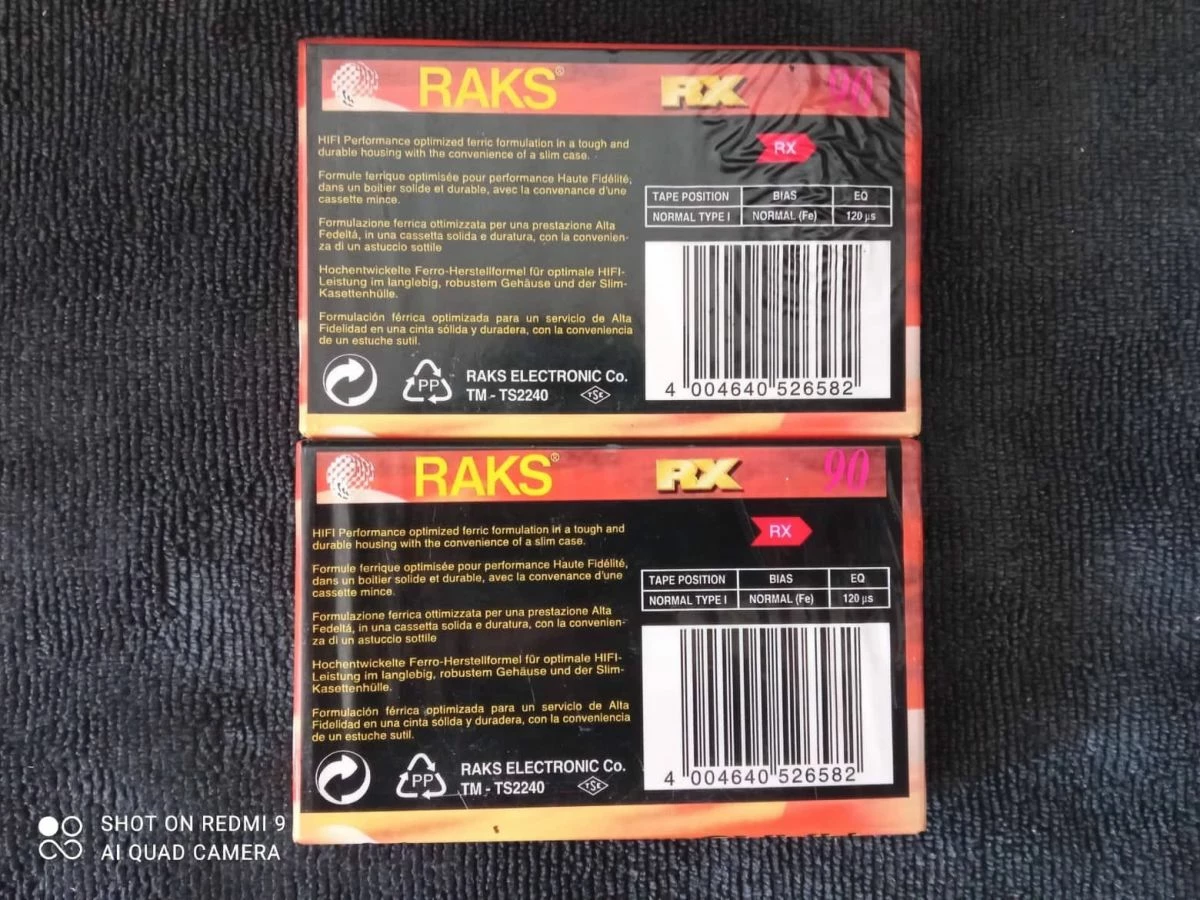 RAKS® RX 90
HIFI Performance optimized ferric formulation in a tough and
durable housing with the convenience of a slim case.
Formule ferrique optimisée pour performance Haute Fidélité,
dans un boitier solide et durable, avec la convenance d'une
cassette mince.
Formulazione ferrica ottimizzata per una prestazione Alta
Fedeltá, in una cassetta solida e duratura, con la convenien-
za di un astuccio sottile
Hochentwickelte Ferro-Herstellformel für optimale HIFI-
Leistung im langlebig, robustem Gehäuse und der Slim-
Kasettenhülle.
Formulación férrica optimizada para un servicio de Alta
Fidelidad en una cinta sólida y duradera, con la conveniencia
de un estuche sutil.
PP
RAKS ELECTRONIC Co.
TM - TS2240 TSE
RX
TAPE POSITION BIAS EQ
NORMAL TYPE I NORMAL (Fe) 120 µs
4 004640 526582
RAKS® RX 90
HIFI Performance optimized ferric formulation in a tough and
durable housing with the convenience of a slim case.
Formule ferrique optimisée pour performance Haute Fidélité,
dans un boitier solide et durable, avec la convenance d'une
cassette mince.
Formulazione ferrica ottimizzata per una prestazione Alta
Fedeltá, in una cassetta solida e duratura, con la convenien-
za di un astuccio sottile
Hochentwickelte Ferro-Herstellformel für optimale HIFI-
Leistung im langlebig, robustem Gehäuse und der Slim-
Kasettenhülle.
Formulación férrica optimizada para un servicio de Alta
Fidelidad en una cinta sólida y duradera, con la conveniencia
de un estuche sutil.
PP
RAKS ELECTRONIC Co.
TM - TS2240 TSE
RX
TAPE POSITION BIAS EQ
NORMAL TYPE I NORMAL (Fe) 120 µs
4 004640 526582
SHOT ON REDMI 9
AI QUAD CAMERA